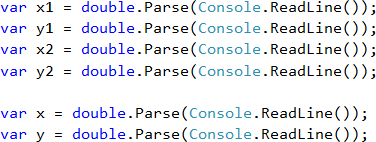 var x1 = double.Parse(Console.ReadLine());
var y1 = double.Parse(Console.ReadLine());
var x2 = double.Parse(Console.ReadLine());
var y2 = double.Parse(Console.ReadLine());
var x = double.Parse(Console.ReadLine());
var y = double.Parse(Console.ReadLine());